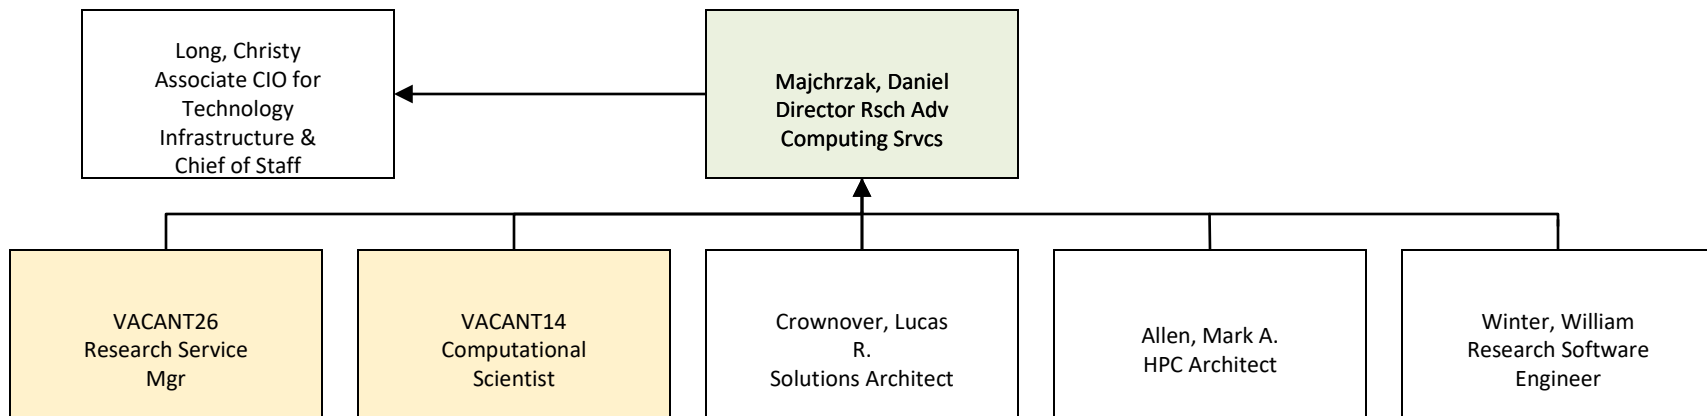 Long, Christy
Associate CIO for
Technology
Infrastructure &
Chief of Staff
Majchrzak, Daniel
Director Rsch Adv
Computing Srvcs
VACANT26
Research Service
Mgr
VACANT14
Computational
Scientist
Crownover, Lucas
R.
Solutions Architect
Allen, Mark A.
HPC Architect
Winter, William
Research Software
Engineer